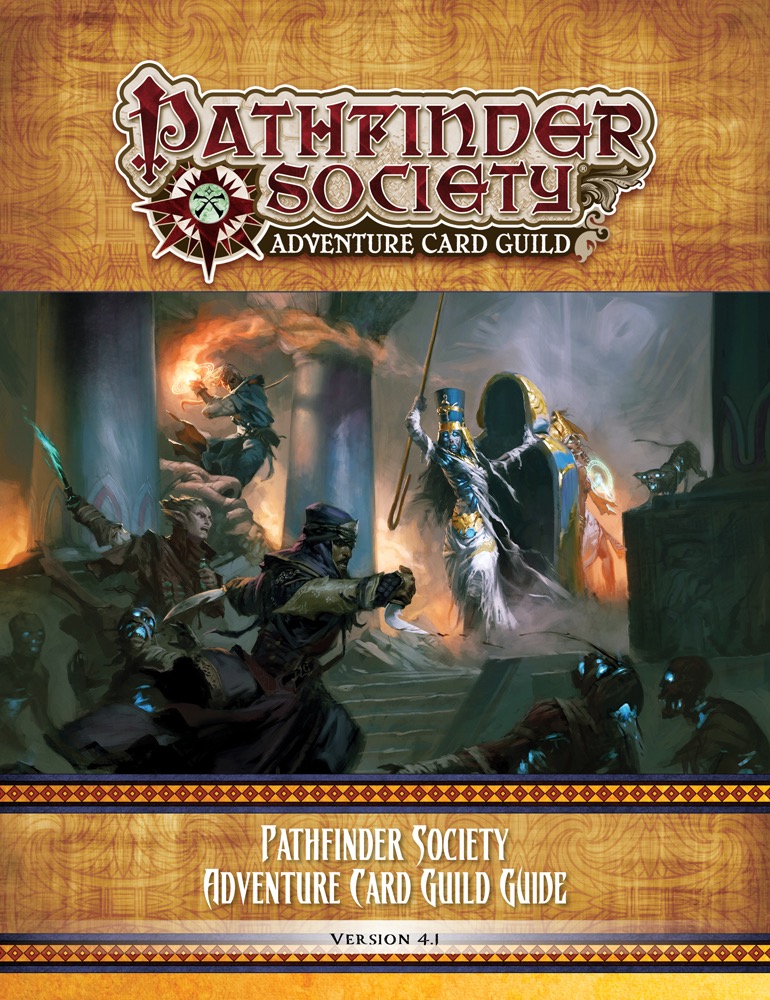 Pathfinder
Society®
Adventure Card Guild
Pathfinder Society
Adventure Card Guild Guide
Version 4.1